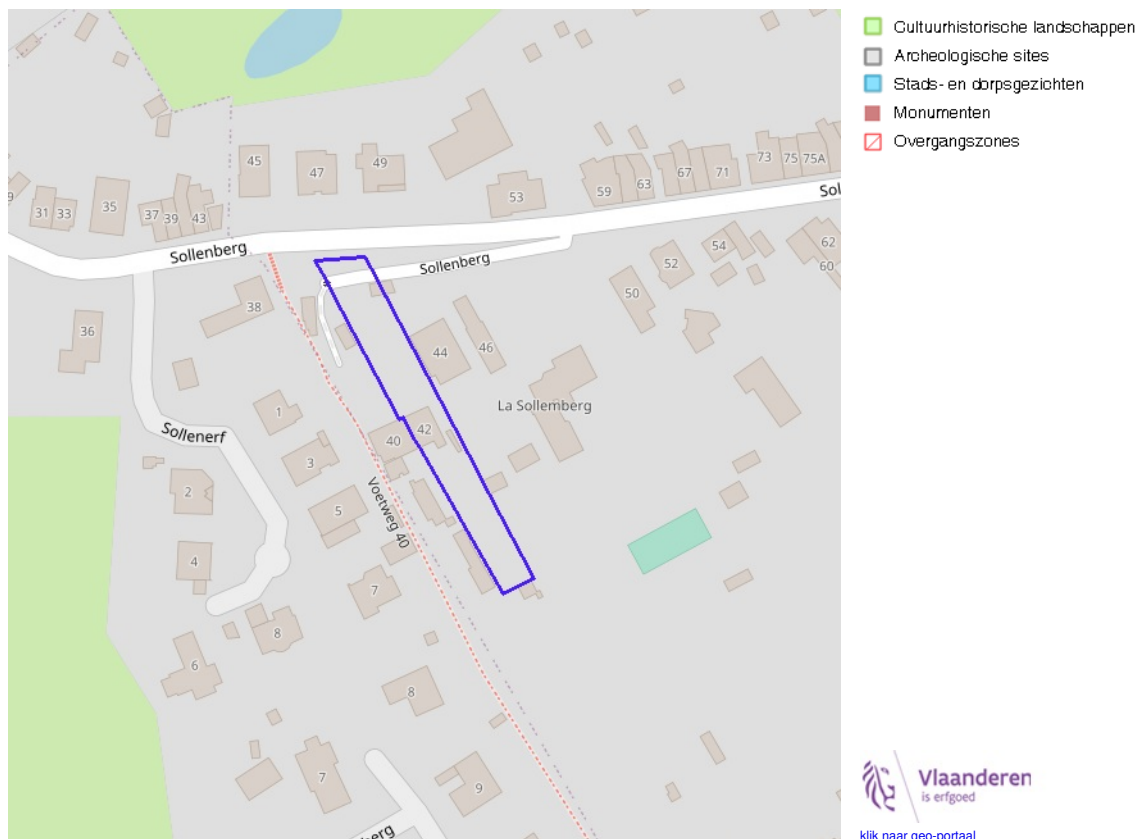 Cultuurhistorische landschappen
Archeologische sites
Stads- en dorpsgezichten
Monumenten
Overgangszones
45
47
49
53
59
63
67
71
73
75
75A
31
33
35
37
39
43
Sollenberg
Sollenberg
38
36
44
46
50
52
54
62
60
La Sollemberg
1
Sollenerf
3
40
42
2
5
Voetweg 40
4
7
8
6
8
7
9
Vlaanderen
is erfgoed
klik naar geo-portaal